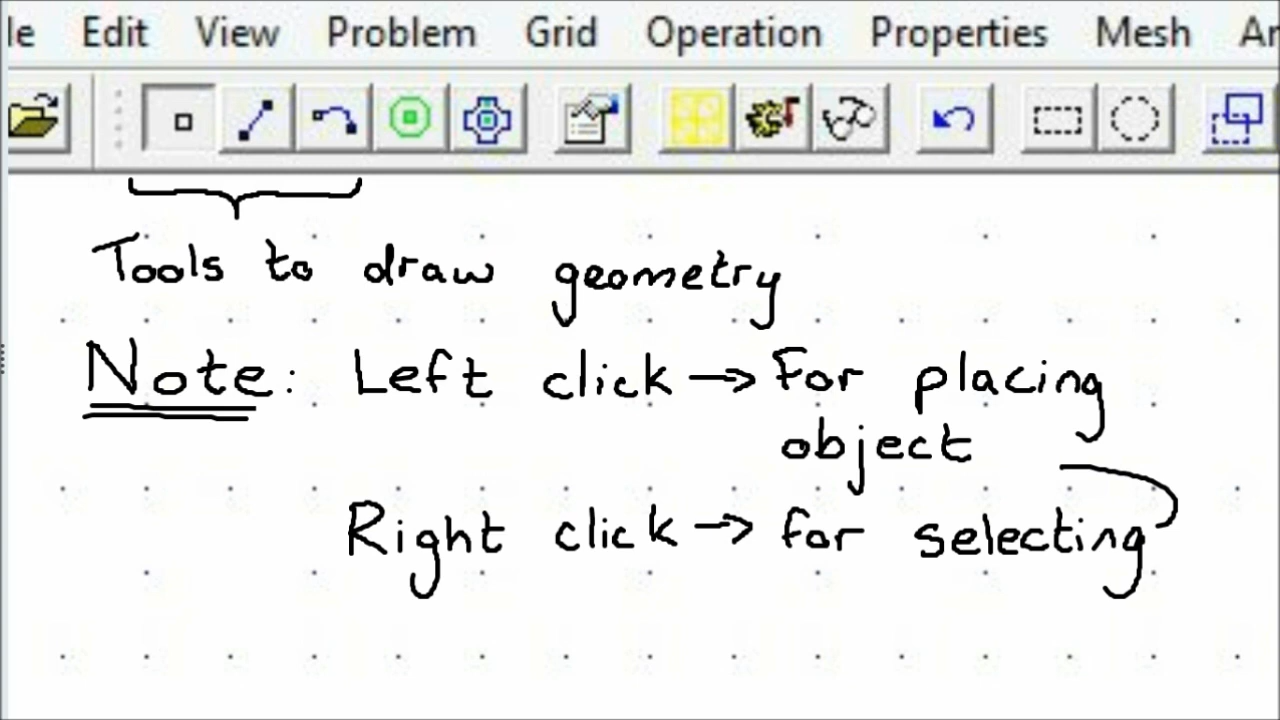 le Edit View Problem Grid Operation Properties Mesh An
Tools to draw geometry
Note: Left click → For placing
object
Right click → for selecting